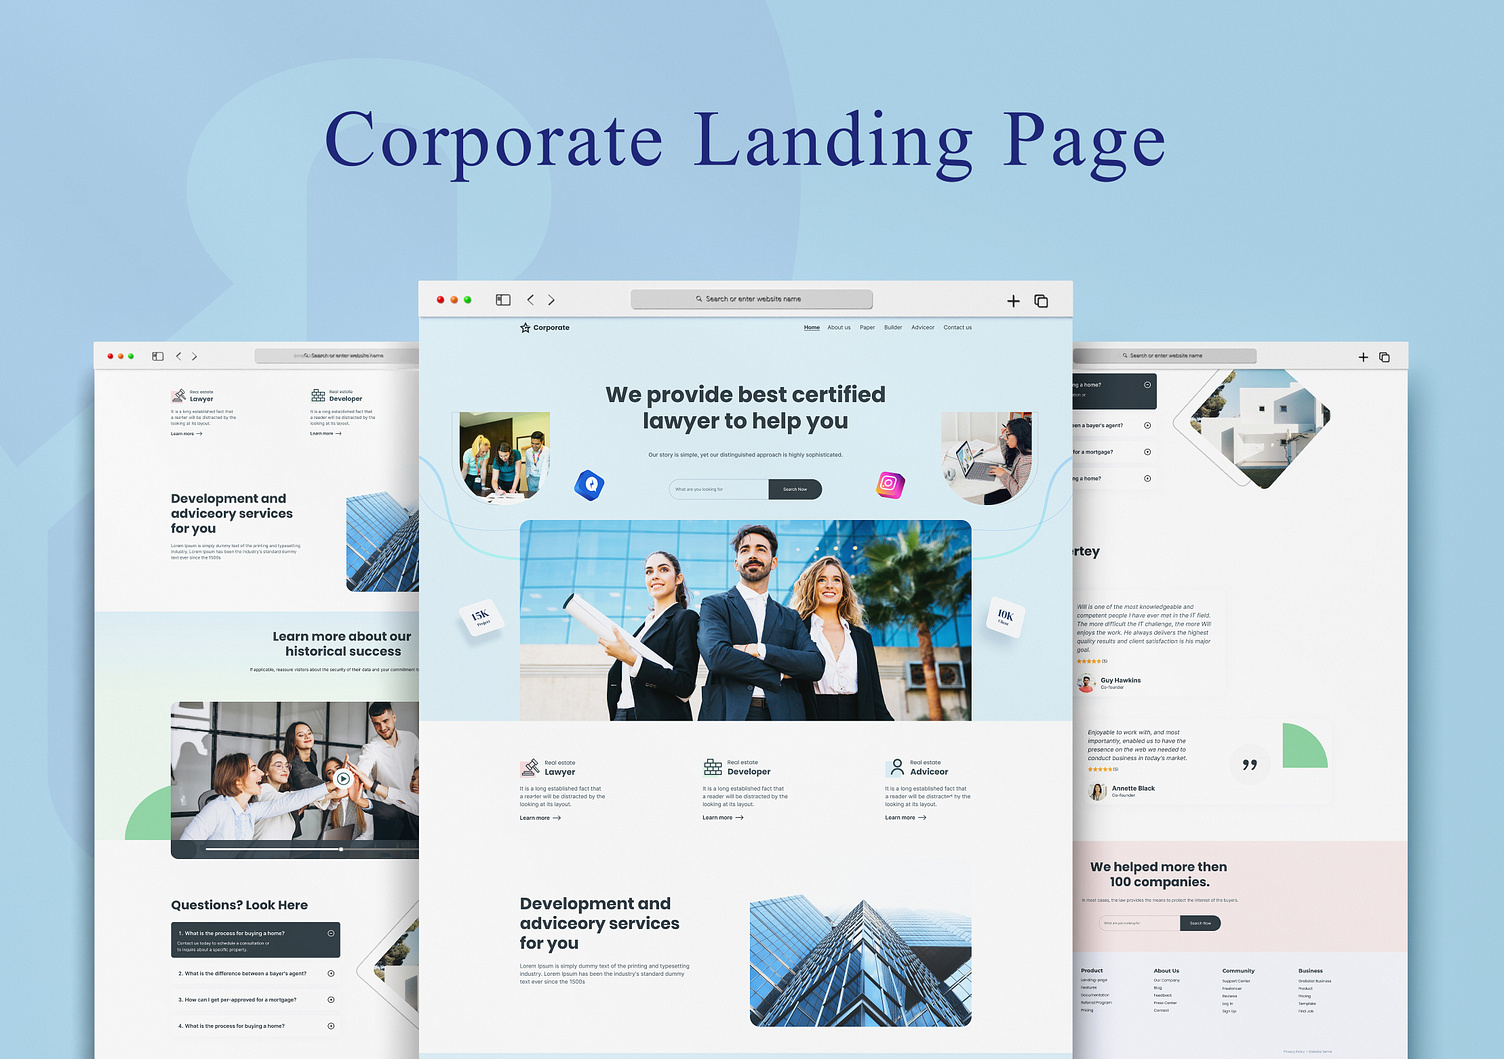 Corporate Landing Page
Search or enter website name
Corporate
Home About us Paper Builder Adviceor Contact us
We provide best certified
lawyer to help you
Our story is simple, yet our distinguished approach is highly sophisticated.
What are you looking for
Search Now
15K
Project
10K
Client
Real estate
Lawyer
It is a long established fact that
a reader will be distracted by the
looking at its layout.
Learn more
Real estate
Developer
It is a long established fact that
a reader will be distracted by the
looking at its layout.
Learn more
Real estate
Adviceor
It is a long established fact that
a reader will be distracted by the
looking at its layout.
Learn more
Development and
adviceory services
for you
Lorem Ipsum is simply dummy text of the printing and typesetting
industry. Lorem Ipsum has been the industry's standard dummy
text ever since the 1500s
Search or enter website name
Real estate
Lawyer
It is a long established fact that
a reader will be distracted by the
looking at its layout.
Learn more
Real estate
Developer
It is a long established fact that
a reader will be distracted by the
looking at its layout.
Learn more
Development and
adviceory services
for you
Lorem Ipsum is simply dummy text of the printing and typesetting
industry. Lorem Ipsum has been the industry's standard dummy
text ever since the 1500s
Learn more about our
historical success
If applicable, reassure visitors about the security of their data and your commitment
Questions? Look Here
1. What is the process for buying a home?
Contact us today to schedule a consultation or
to inquire about a specific property.
2. What is the difference between a bayer's agent?
3. How can I get per-approved for a mortgage?
4. What is the process for buying a home?
Search or enter website name
ng a home?
en a bayer's agent?
for a mortgage?
ng a home?
ertey
Will is one of the most knowledgeable and
competent people I have ever met in the IT field.
The more difficult the IT challenge, the more Will
enjoys the work. He always delivers the highest
quality results and client satisfaction is his major
goal.
(5)
Guy Hawkins
Co-founder
Enjoyable to work with, and most
importantly, enabled us to have the
presence on the web we needed to
conduct business in today's market.
(5)
Annette Black
Co-founder
We helped more then
100 companies.
In most cases, the law provides the means to protect the interest of the buyers.
What are you looking for
Search Now
Product
Landing-page
Features
Documentation
Referral Program
Pricing
About Us
Our Company
Blog
Feedback
Press Center
Contact
Community
Support Center
Freelancer
Reviews
Log in
Sign Up
Business
Product
Pricing
Template
Find Job